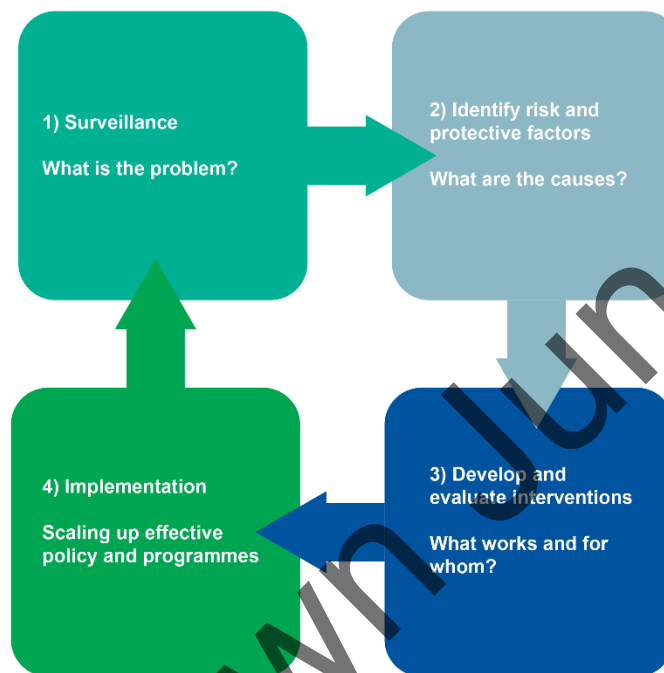 1) Surveillance
What is the problem?
2) Identify risk and
protective factors
What are the causes?
3) Develop and
evaluate interventions
What works and for
whom?
4) Implementation
Scaling up effective
policy and programmes